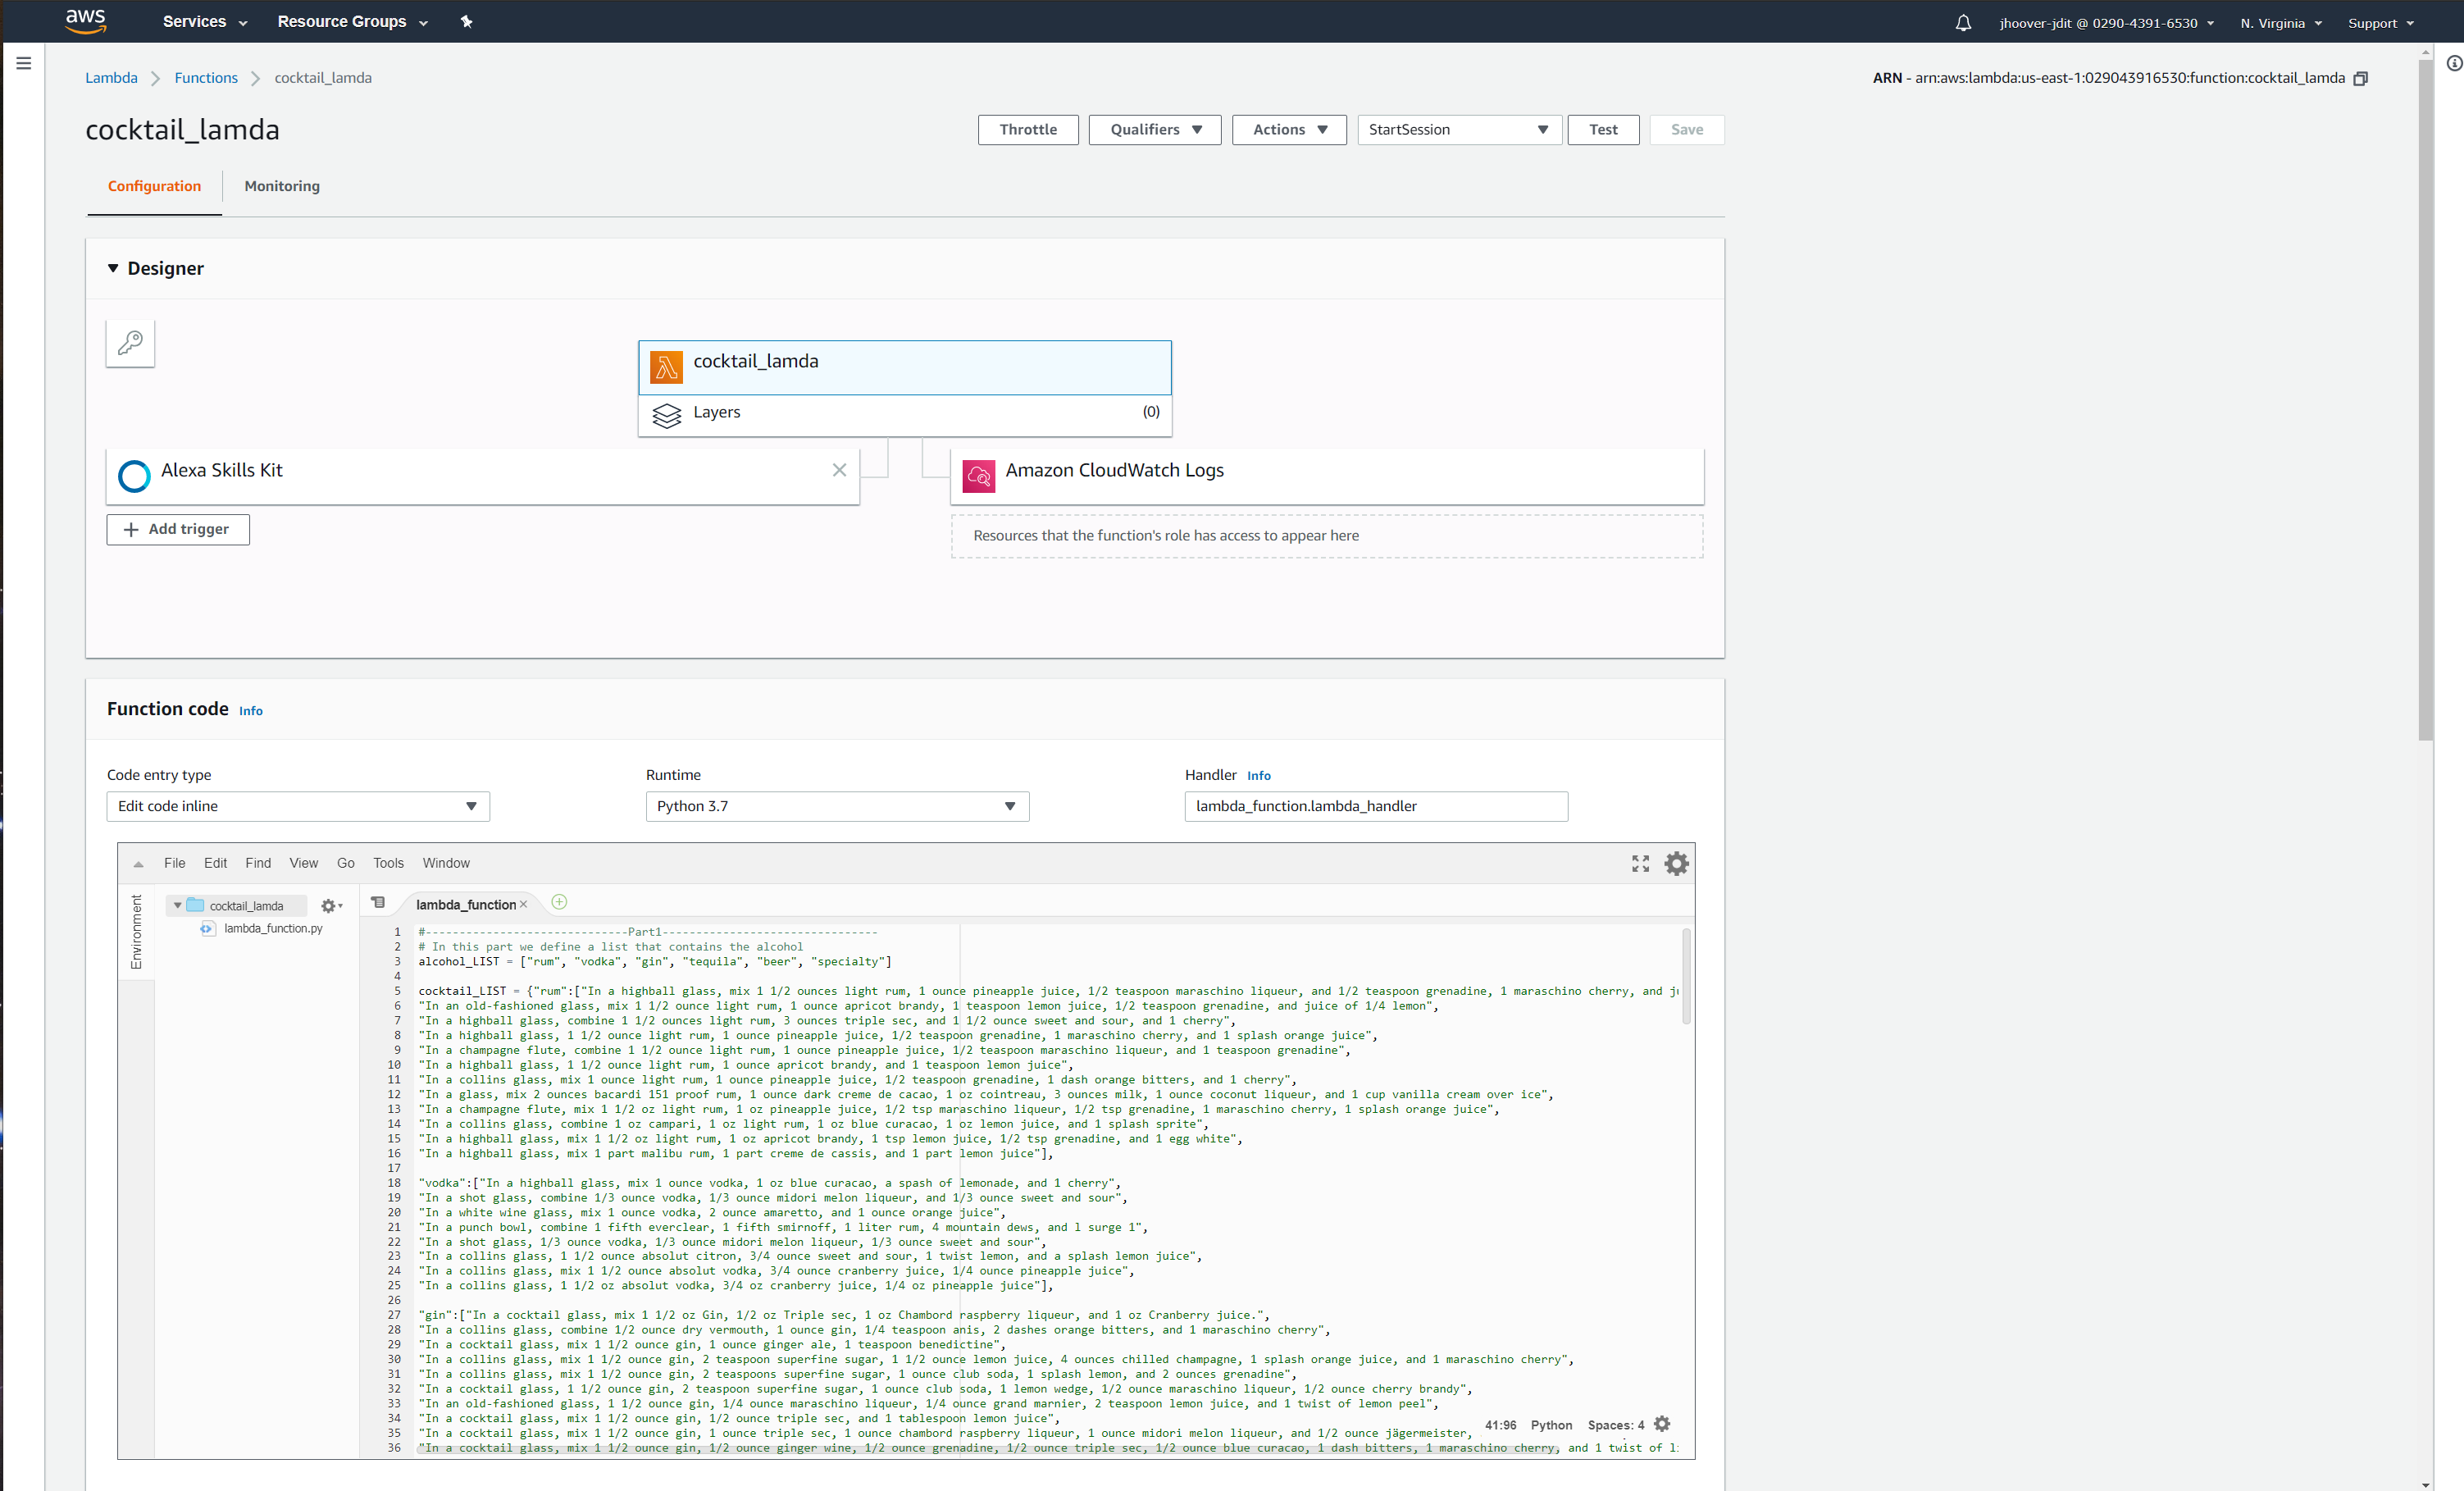 aws Services Resource Groups jhoover-jdit @ 0290-4391-6530 N. Virginia Support
Lambda Functions cocktail_lamda ARN - arn:aws:lambda:us-east-1:029043916530:function:cocktail_lamda
cocktail_lamda Throttle Qualifiers Actions StartSession Test Save
Configuration Monitoring
Designer
cocktail_lamda
Layers (0)
Alexa Skills Kit Amazon CloudWatch Logs
Add trigger Resources that the function's role has access to appear here
Function code Info
Code entry type Runtime Handler Info
Edit code inline Python 3.7 lambda_function.lambda_handler
File Edit Find View Go Tools Window
Environment
cocktail_lamda
lambda_function.py
lambda_function
1 #------------------------------Part1--------------------------------
2 # In this part we define a list that contains the alcohol
3 alcohol_LIST = ["rum", "vodka", "gin", "tequila", "beer", "specialty"]
4
5 cocktail_LIST = {"rum":["In a highball glass, mix 1 1/2 ounces light rum, 1 ounce pineapple juice, 1/2 teaspoon maraschino liqueur, and 1/2 teaspoon grenadine, 1 maraschino cherry, and
6 "In an old-fashioned glass, mix 1 1/2 ounce light rum, 1 ounce apricot brandy, 1 teaspoon lemon juice, 1/2 teaspoon grenadine, and juice of 1/4 lemon",
7 "In a highball glass, combine 1 1/2 ounces light rum, 3 ounces triple sec, and 1 1/2 ounce sweet and sour, and 1 cherry",
8 "In a highball glass, 1 1/2 ounce light rum, 1 ounce pineapple juice, 1/2 teaspoon grenadine, 1 maraschino cherry, and 1 splash orange juice",
9 "In a champagne flute, combine 1 1/2 ounce light rum, 1 ounce pineapple juice, 1/2 teaspoon maraschino liqueur, and 1 teaspoon grenadine",
10 "In a highball glass, 1 1/2 ounce light rum, 1 ounce apricot brandy, and 1 teaspoon lemon juice",
11 "In a collins glass, mix 1 ounce light rum, 1 ounce pineapple juice, 1/2 teaspoon grenadine, 1 dash orange bitters, and 1 cherry",
12 "In a glass, mix 2 ounces bacardi 151 proof rum, 1 ounce dark creme de cacao, 1 oz cointreau, 3 ounces milk, 1 ounce coconut liqueur, and 1 cup vanilla cream over ice",
13 "In a champagne flute, mix 1 1/2 oz light rum, 1 oz pineapple juice, 1/2 tsp maraschino liqueur, 1/2 tsp grenadine, 1 maraschino cherry, 1 splash orange juice",
14 "In a collins glass, combine 1 oz campari, 1 oz light rum, 1 oz blue curacao, 1 oz lemon juice, and 1 splash sprite",
15 "In a highball glass, mix 1 1/2 oz light rum, 1 oz apricot brandy, 1 tsp lemon juice, 1/2 tsp grenadine, and 1 egg white",
16 "In a highball glass, mix 1 part malibu rum, 1 part creme de cassis, and 1 part lemon juice"],
17
18 "vodka":["In a highball glass, mix 1 ounce vodka, 1 oz blue curacao, a spash of lemonade, and 1 cherry",
19 "In a shot glass, combine 1/3 ounce vodka, 1/3 ounce midori melon liqueur, and 1/3 ounce sweet and sour",
20 "In a white wine glass, mix 1 ounce vodka, 2 ounce amaretto, and 1 ounce orange juice",
21 "In a punch bowl, combine 1 fifth everclear, 1 fifth smirnoff, 1 liter rum, 4 mountain dews, and l surge 1",
22 "In a shot glass, 1/3 ounce vodka, 1/3 ounce midori melon liqueur, 1/3 ounce sweet and sour",
23 "In a collins glass, 1 1/2 ounce absolut citron, 3/4 ounce sweet and sour, 1 twist lemon, and a splash lemon juice",
24 "In a collins glass, mix 1 1/2 ounce absolut vodka, 3/4 ounce cranberry juice, 1/4 ounce pineapple juice",
25 "In a collins glass, 1 1/2 oz absolut vodka, 3/4 oz cranberry juice, 1/4 oz pineapple juice"],
26
27 "gin":["In a cocktail glass, mix 1 1/2 oz Gin, 1/2 oz Triple sec, 1 oz Chambord raspberry liqueur, and 1 oz Cranberry juice.",
28 "In a collins glass, combine 1/2 ounce dry vermouth, 1 ounce gin, 1/4 teaspoon anis, 2 dashes orange bitters, and 1 maraschino cherry",
29 "In a cocktail glass, mix 1 1/2 ounce gin, 1 ounce ginger ale, 1 teaspoon benedictine",
30 "In a collins glass, mix 1 1/2 ounce gin, 2 teaspoon superfine sugar, 1 1/2 ounce lemon juice, 4 ounces chilled champagne, 1 splash orange juice, and 1 maraschino cherry",
31 "In a collins glass, mix 1 1/2 ounce gin, 2 teaspoons superfine sugar, 1 ounce club soda, 1 splash lemon, and 2 ounces grenadine",
32 "In a cocktail glass, 1 1/2 ounce gin, 2 teaspoon superfine sugar, 1 ounce club soda, 1 lemon wedge, 1/2 ounce maraschino liqueur, 1/2 ounce cherry brandy",
33 "In an old-fashioned glass, 1 1/2 ounce gin, 1/4 ounce maraschino liqueur, 1/4 ounce grand marnier, 2 teaspoon lemon juice, and 1 twist of lemon peel",
34 "In a cocktail glass, mix 1 1/2 ounce gin, 1/2 ounce triple sec, and 1 tablespoon lemon juice",
35 "In a cocktail glass, mix 1 1/2 ounce gin, 1 ounce triple sec, 1 ounce chambord raspberry liqueur, 1 ounce midori melon liqueur, and 1/2 ounce jägermeister,
36 "In a cocktail glass, mix 1 1/2 ounce gin, 1/2 ounce ginger wine, 1/2 ounce grenadine, 1/2 ounce triple sec, 1/2 ounce blue curacao, 1 dash bitters, 1 maraschino cherry, and 1 twist of
41:96 Python Spaces: 4